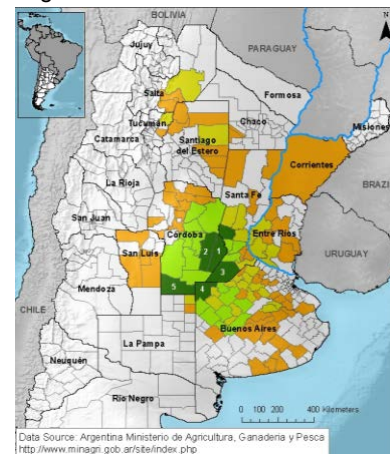 BOLIVIA
N
Jujuy
PARAGUAY
Salta
Formosa
Tucumán
Chaco
Misiones
Catamarca
Santiago
del Estero
Corrientes
La Rioja
Santa Fe
BRAZI
San Juan
Córdoba
Entre Ríos
2 1
San Luis
3
URUGUAY
Mendoza
5 4
CHILE
Buenos Aires
La Pampa
Neuquén
Río Negro
0 100 200 400 Kilometers
Data Source: Argentina Ministerio de Agricultura, Ganaderia y Pesca
http://www.minagri.gob.ar/site/index.php